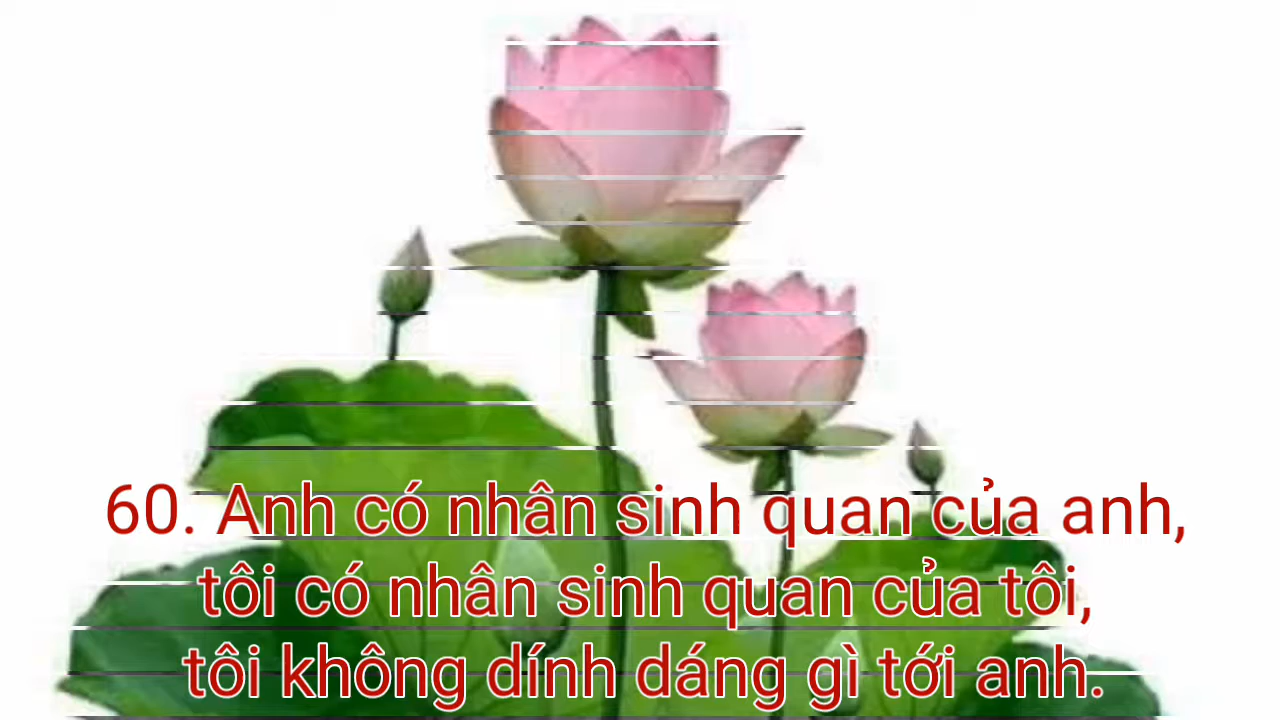 60. Anh có nhân sinh quan của anh,
tôi có nhân sinh quan của tôi,
tôi không dính dáng gì tới anh.